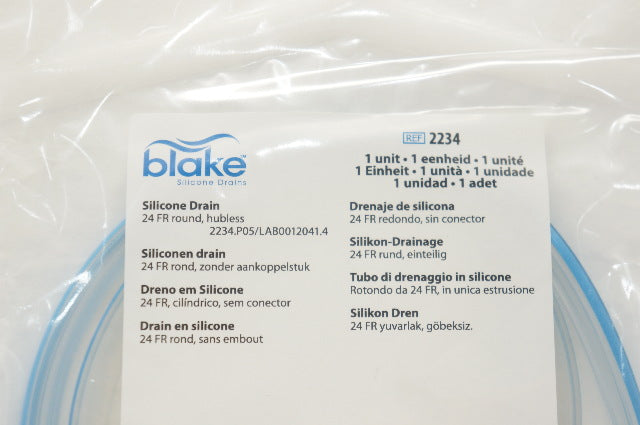 blake™
Silicone Drains
REF 2234
1 unit • 1 eenheid • 1 unité
1 Einheit • 1 unità • 1 unidade
1 unidad • 1 adet
Silicone Drain
24 FR round, hubless
2234.P05/LAB0012041.4
Siliconen drain
24 FR rond, zonder aankoppelstuk
Dreno em Silicone
24 FR, cilíndrico, sem conector
Drain en silicone
24 FR rond, sans embout
Drenaje de silicona
24 FR redondo, sin conector
Silikon-Drainage
24 FR rund, einteilig
Tubo di drenaggio in silicone
Rotondo da 24 FR, in unica estrusione
Silikon Dren
24 FR yuvarlak, göbeksiz.